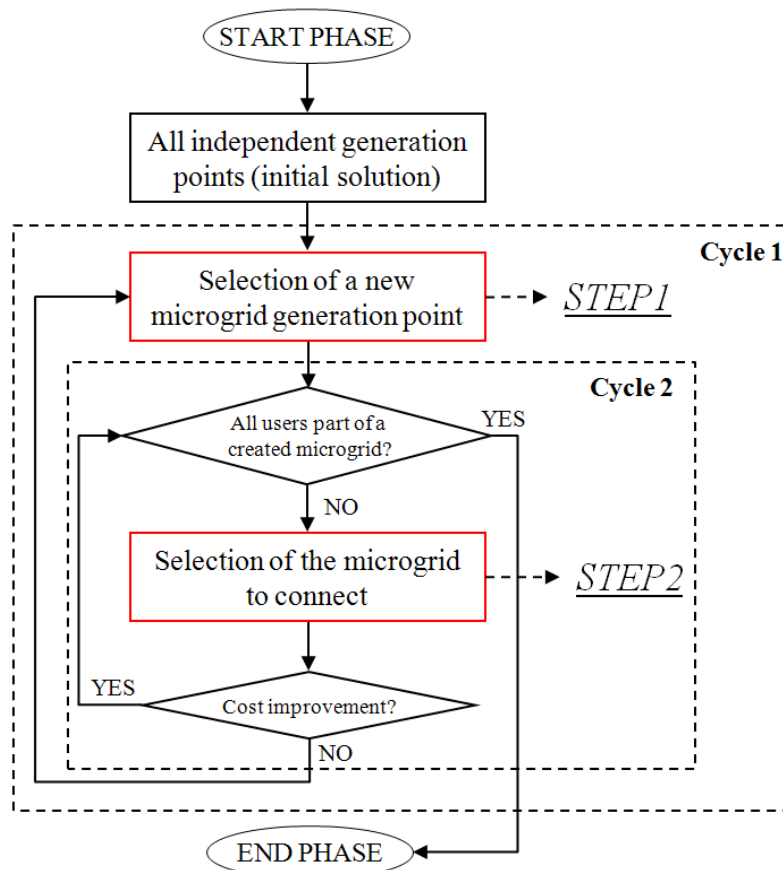 START PHASE
All independent generation
points (initial solution)
Cycle 1
Selection of a new
microgrid generation point
STEP1
Cycle 2
All users part of a
created microgrid?
YES
NO
Selection of the microgrid
to connect
STEP2
YES
Cost improvement?
NO
END PHASE